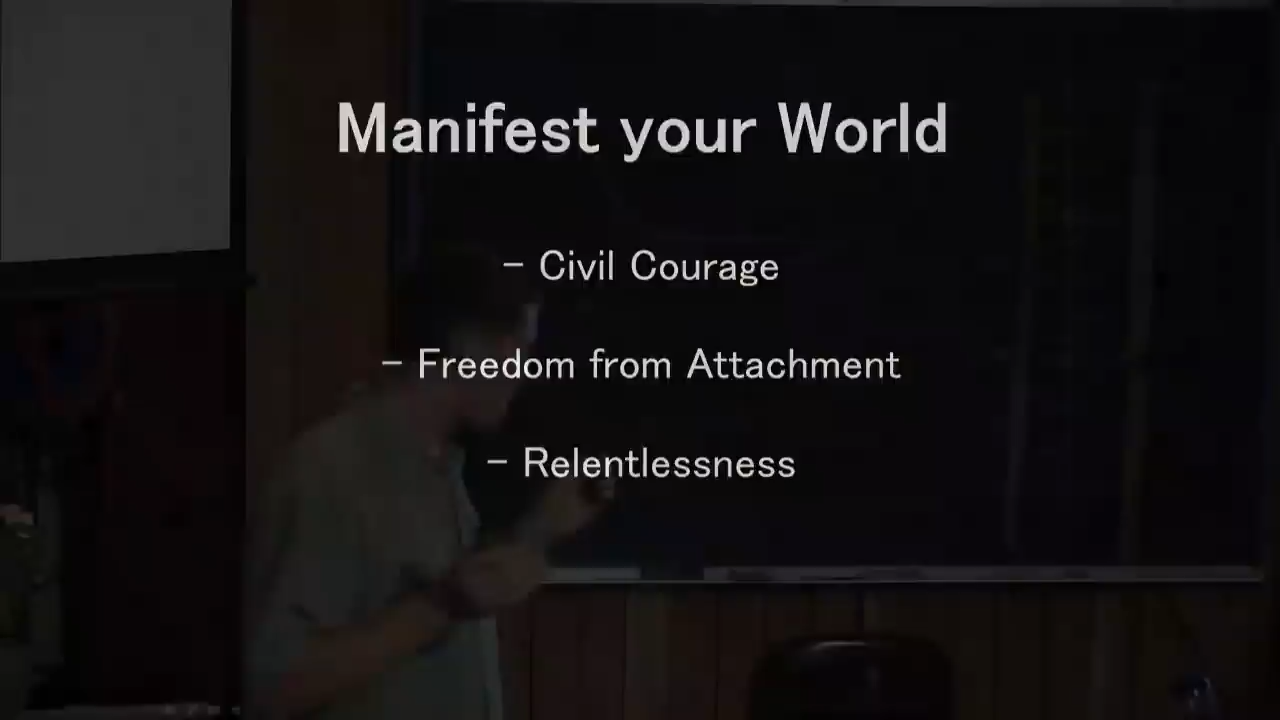 Manifest your World
- Civil Courage
- Freedom from Attachment
- Relentlessness